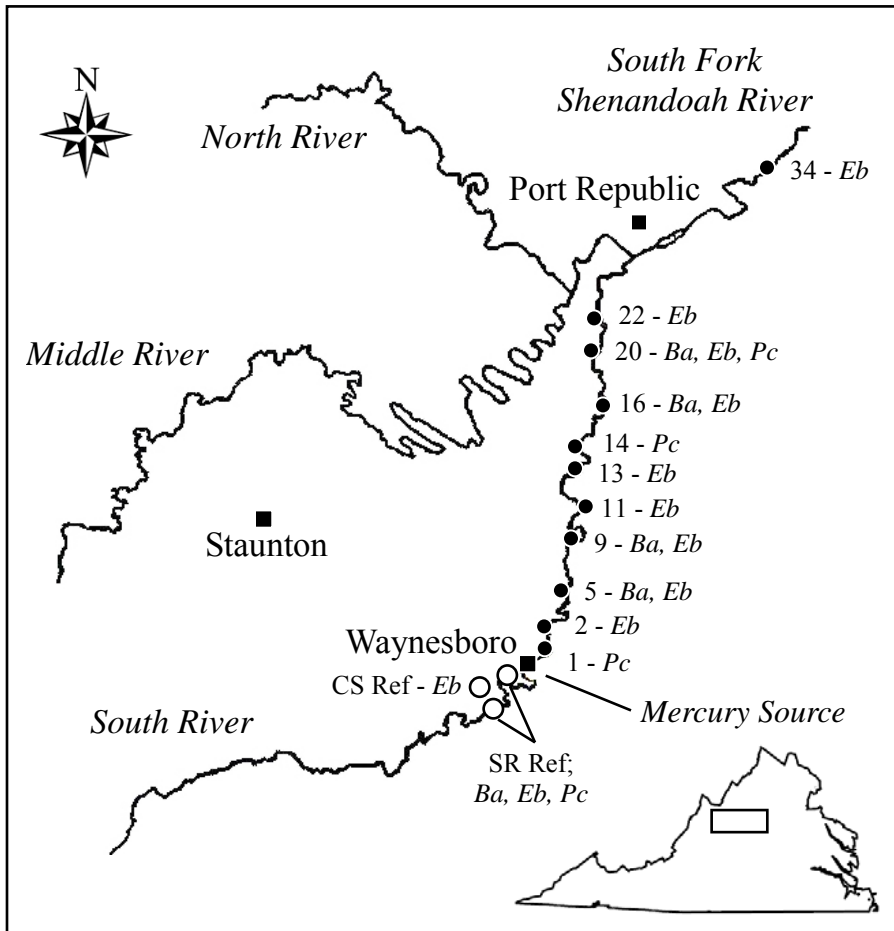 South Fork
Shenandoah River
N
North River
Port Republic
34 - Eb
22 - Eb
Middle River
20 - Ba, Eb, Pc
16 - Ba, Eb
14 - Pc
13 - Eb
11 - Eb
Staunton
9 - Ba, Eb
5 - Ba, Eb
2 - Eb
Waynesboro
1 - Pc
CS Ref - Eb
South River
Mercury Source
SR Ref;
Ba, Eb, Pc